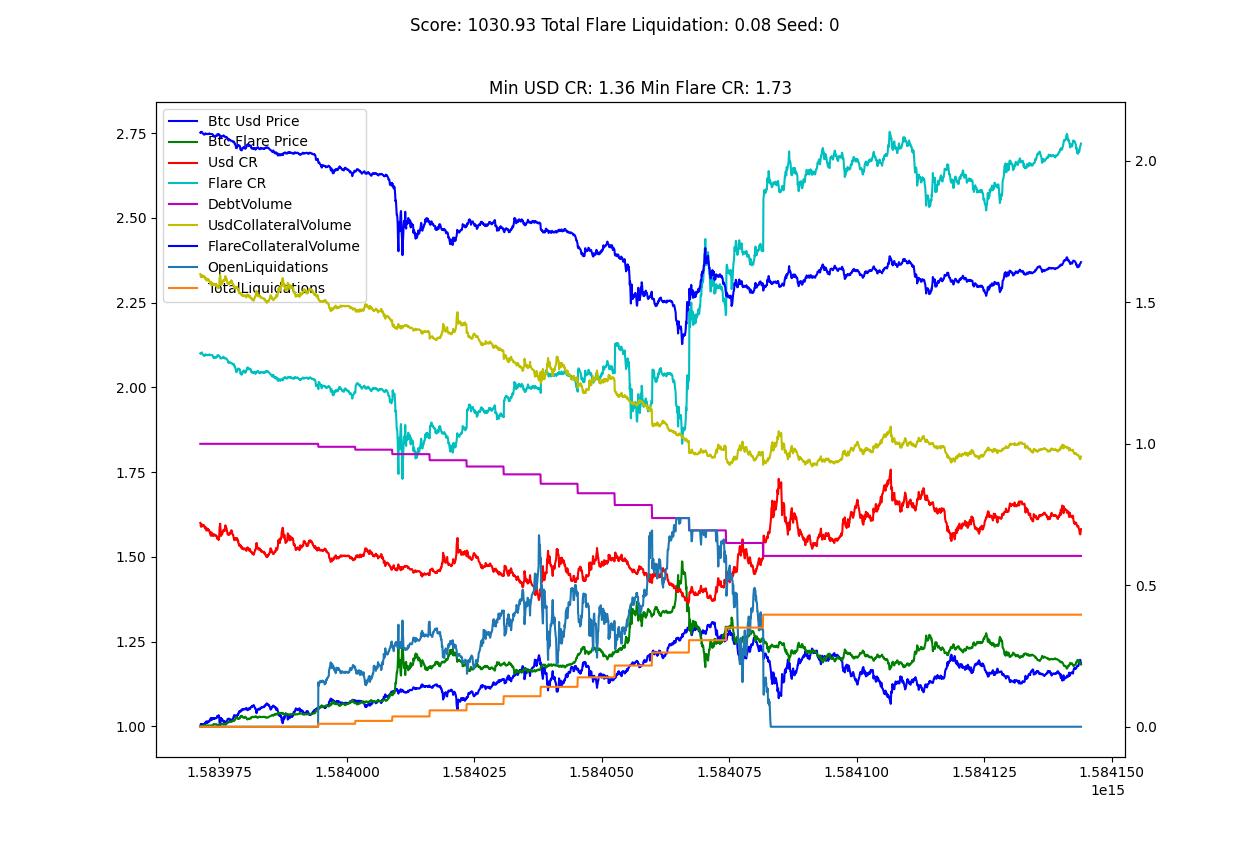 Score: 1030.93 Total Flare Liquidation: 0.08 Seed: 0
Min USD CR: 1.36 Min Flare CR: 1.73
Btc Usd Price
Btc Flare Price
Usd CR
Flare CR
DebtVolume
UsdCollateralVolume
FlareCollateralVolume
OpenLiquidations
TotalLiquidations
2.75
2.50
2.25
2.00
1.75
1.50
1.25
1.00
2.0
1.5
1.0
0.5
0.0
1.583975 1.584000 1.584025 1.584050 1.584075 1.584100 1.584125 1.584150
1e15